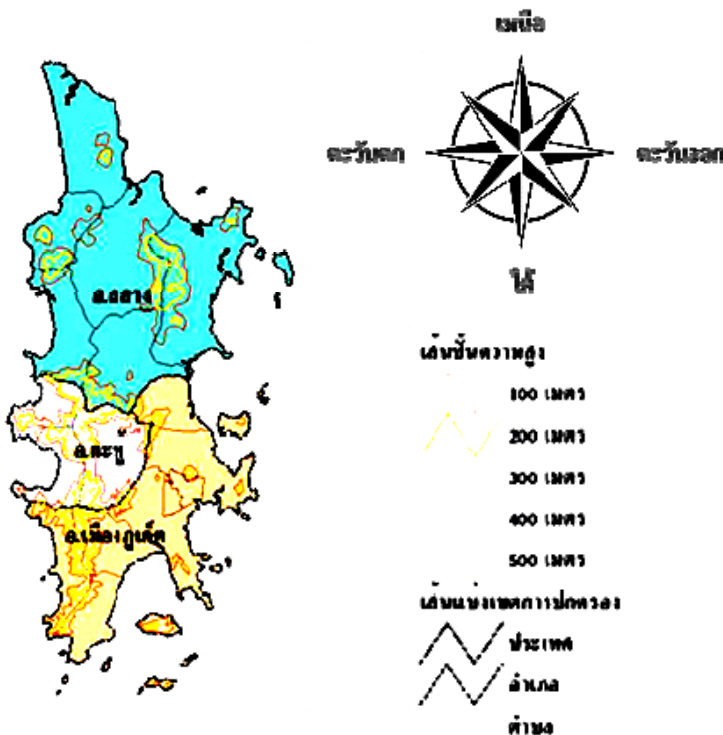 เหนือ
ตะวันตก
ตะวันออก
ใต้
อ.ถลาง
อ.กะทู้
อ.เมืองภูเก็ต
เส้นชั้นความสูง
100 เมตร
200 เมตร
300 เมตร
400 เมตร
500 เมตร
เส้นแบ่งเขตการปกครอง
ประเทศ
อำเภอ
ตำบล